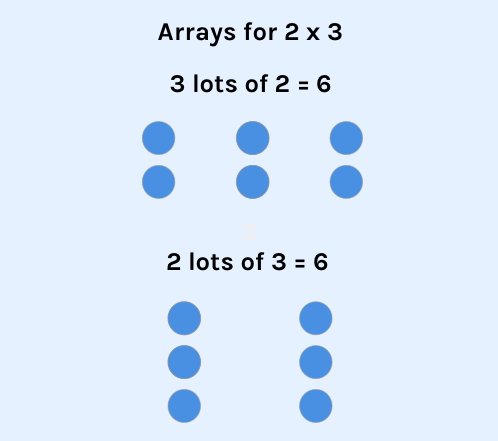 Arrays for 2 x 3
3 lots of 2 = 6
2 lots of 3 = 6